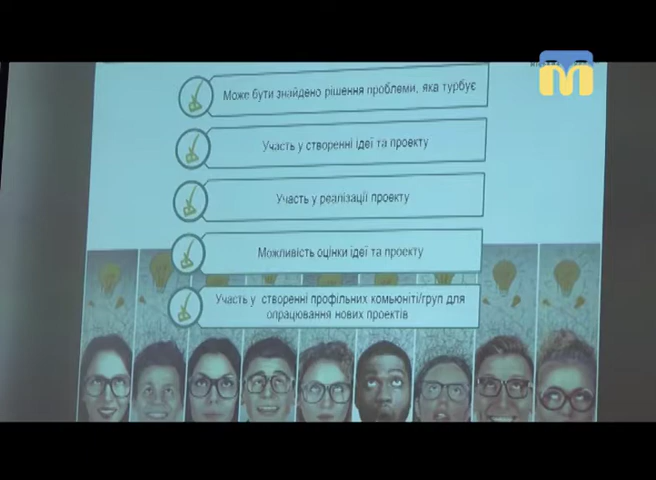 Може бути знайдено рішення проблеми, яка турбує
Участь у створенні ідеї та проекту
Участь у реалізації проекту
Можливість оцінки ідеї та проекту
Участь у створенні профільних комьюніті/груп для
опрацювання нових проектів